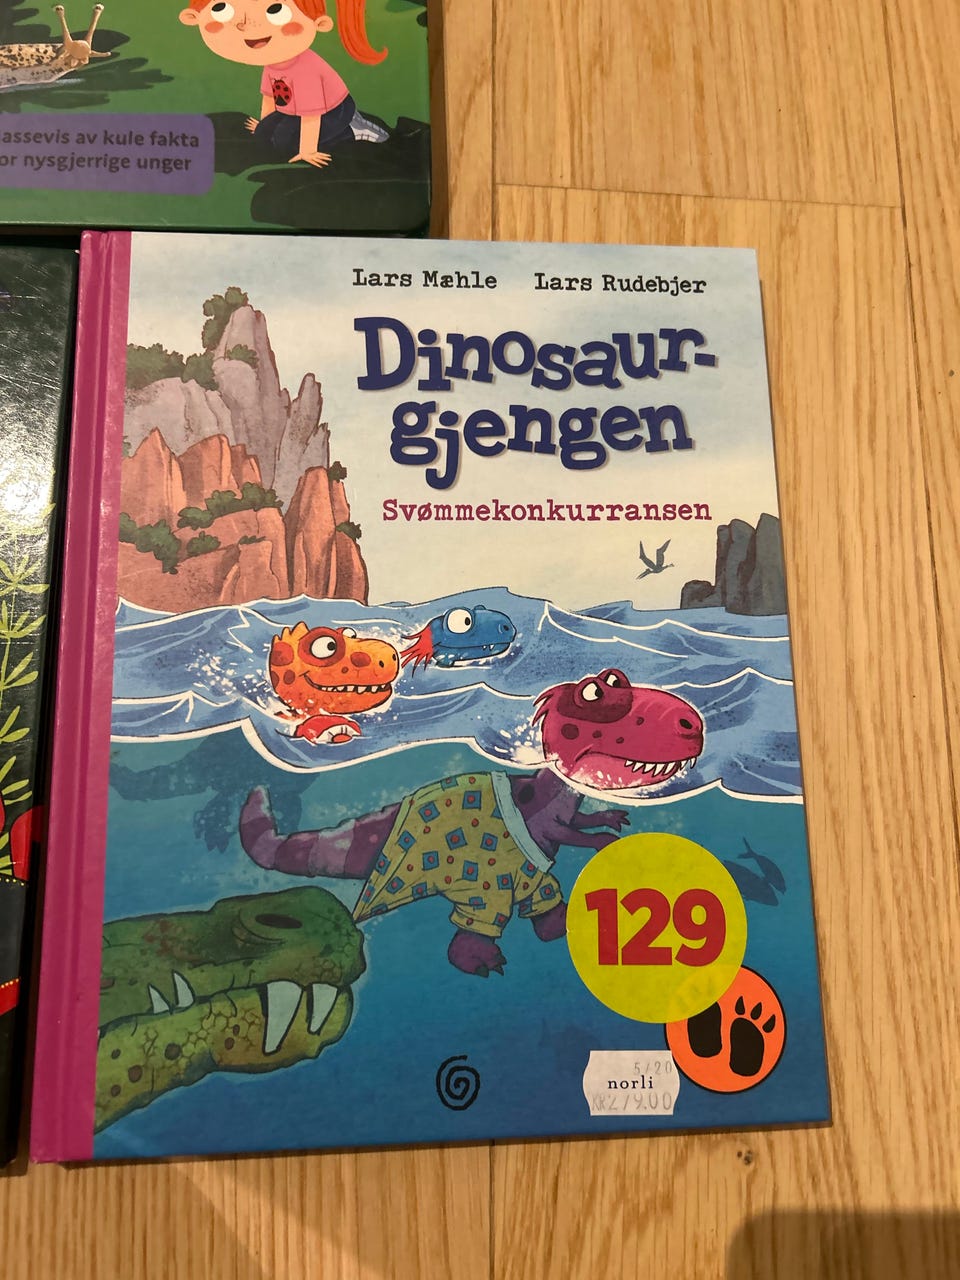 assevis av kule fakta
or nysgjerrige unger
Lars Mæhle Lars Rudebjer
Dinosaur-
gjengen
Svømmekonkurransen
129
5/20
norli
KR279.00